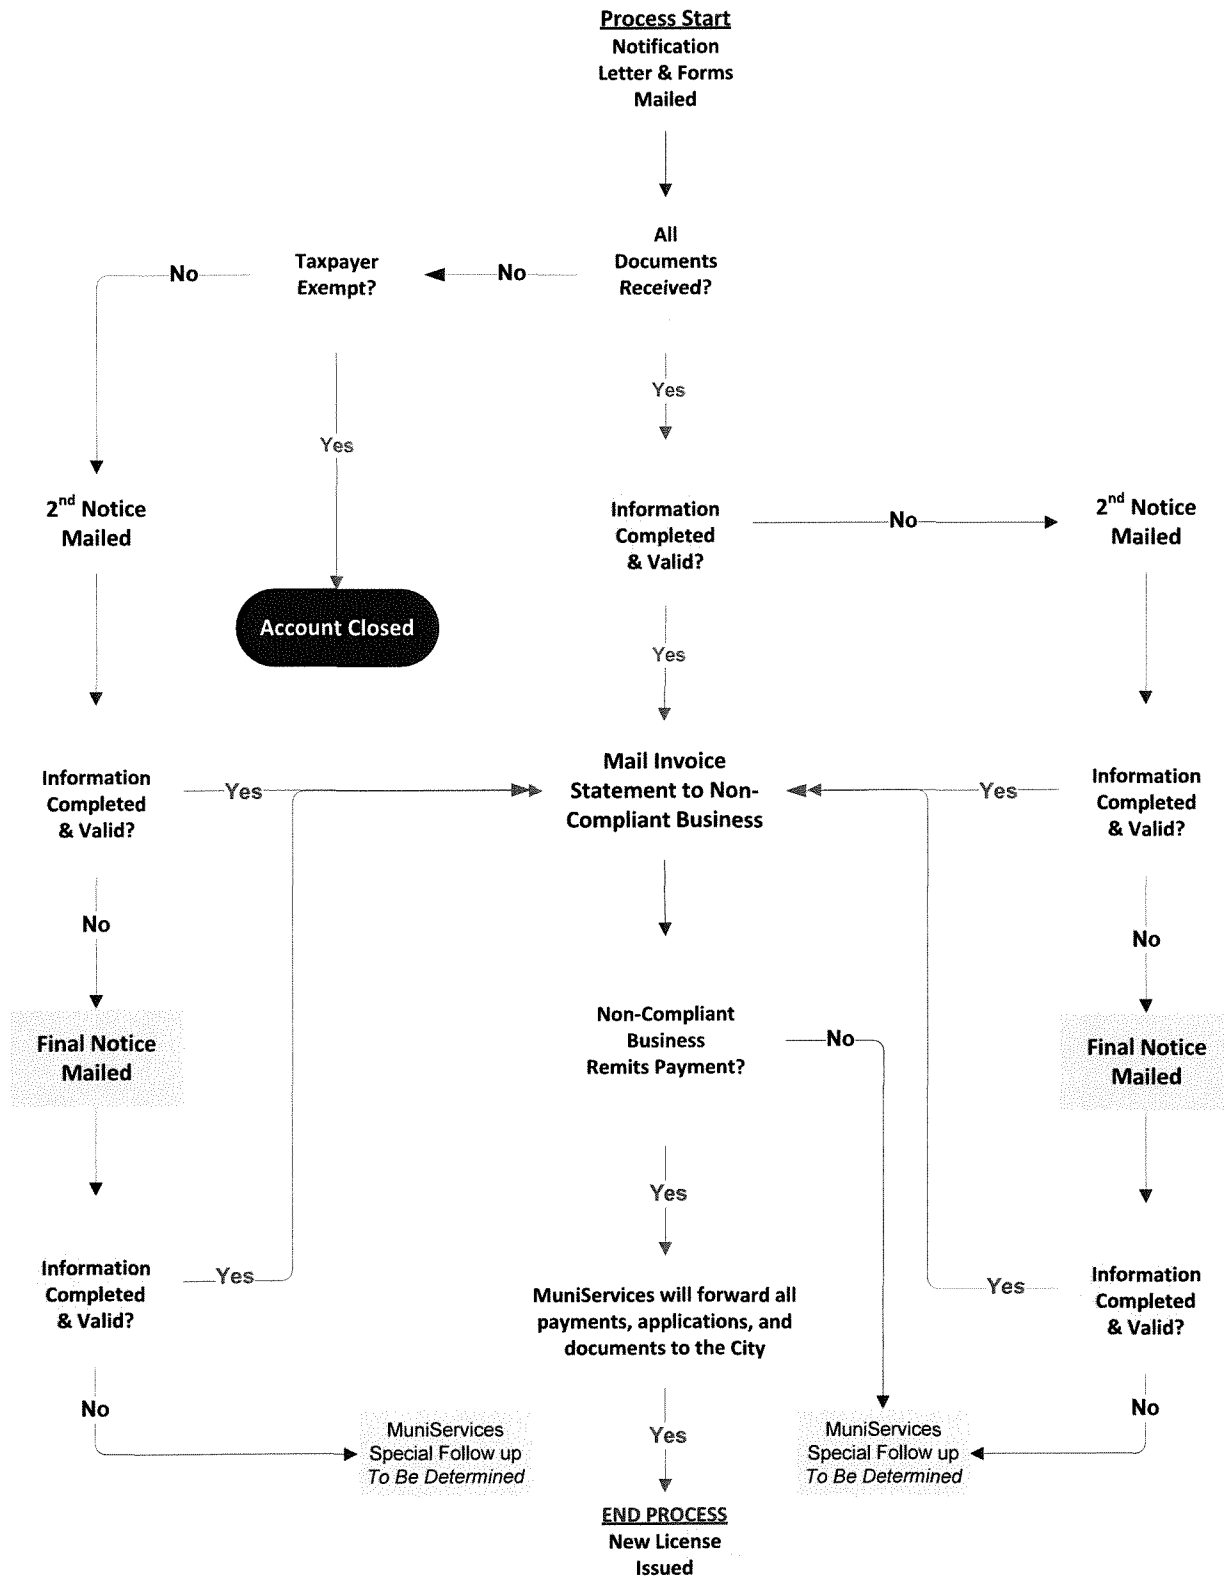 Process Start
Notification
Letter & Forms
Mailed
All
Documents
Received?
No
Taxpayer
Exempt?
No
Yes
Yes
2nd Notice
Mailed
Information
Completed
& Valid?
No
2nd Notice
Mailed
Account Closed
Yes
Information
Completed
& Valid?
Yes
Mail Invoice
Statement to Non-
Compliant Business
Yes
Information
Completed
& Valid?
No
No
Final Notice
Mailed
Non-Compliant
Business
Remits Payment?
No
Final Notice
Mailed
Yes
Information
Completed
& Valid?
Yes
MuniServices will forward all
payments, applications, and
documents to the City
Yes
Information
Completed
& Valid?
No
MuniServices
Special Follow up
To Be Determined
Yes
MuniServices
Special Follow up
To Be Determined
No
END PROCESS
New License
Issued